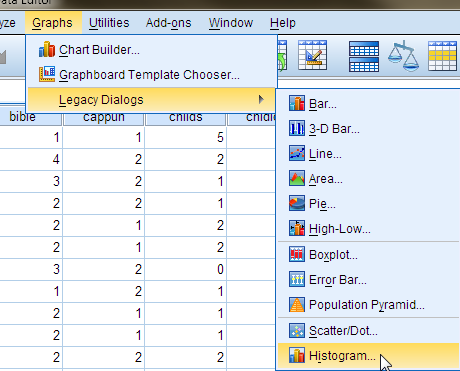 ata Editor
yze Graphs Utilities Add-ons Window Help
Chart Builder...
Graphboard Template Chooser...
Legacy Dialogs
Bar...
3-D Bar...
Line...
Area...
Pie...
High-Low...
Boxplot...
Error Bar...
Population Pyramid...
Scatter/Dot...
Histogram...
bible cappun childs
1 1 5
4 2 2
3 2 1
2 2 1
2 1 2
2 1 2
3 2 0
1 2 1
2 1 1
2 1 1
2 2 2